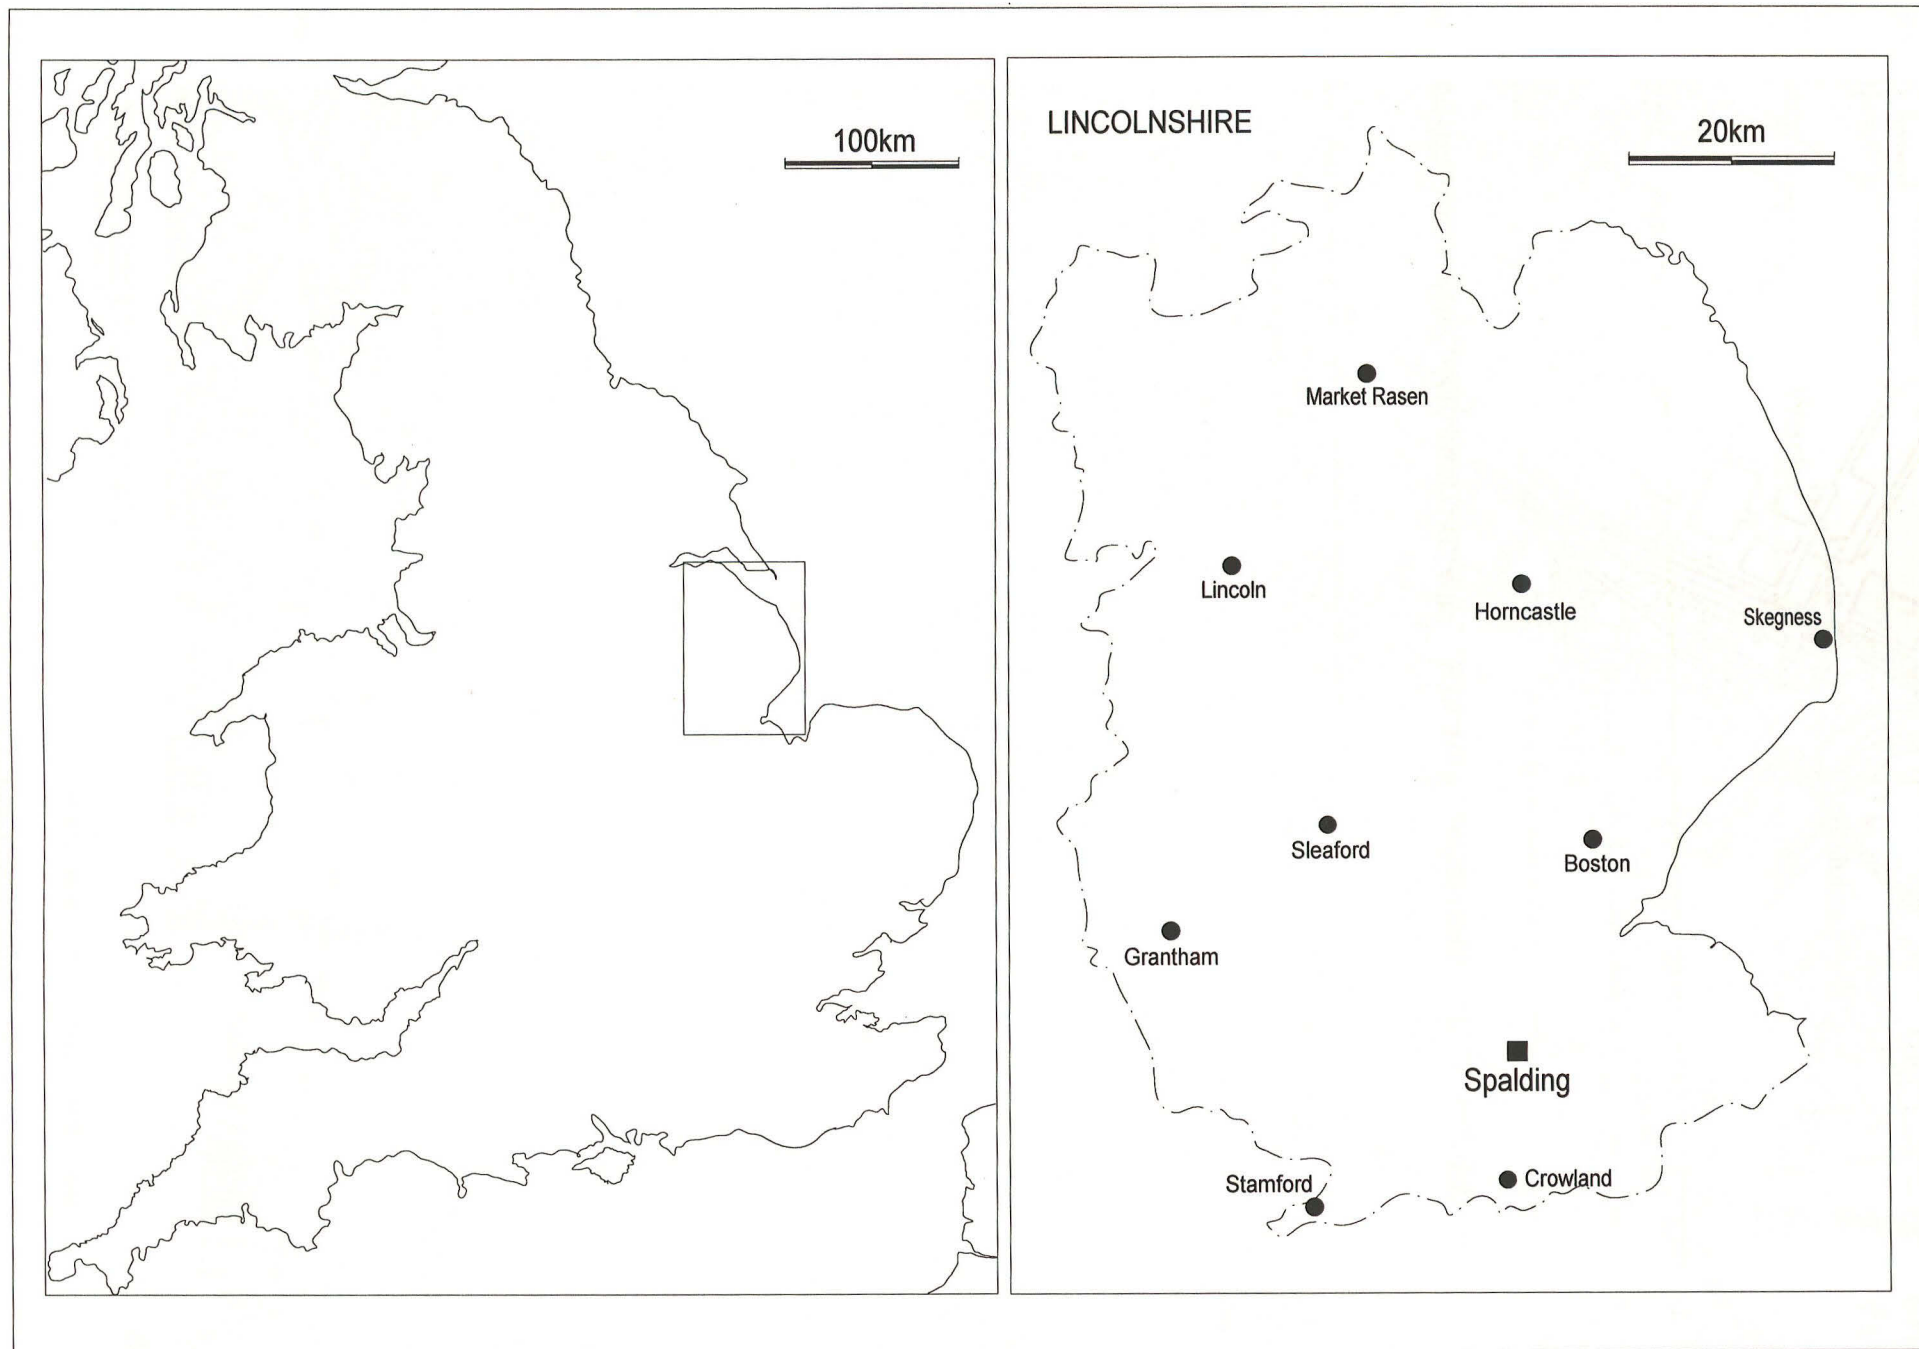 100km
LINCOLNSHIRE
20km
Market Rasen
Lincoln
Horncastle
Skegness
Sleaford
Boston
Grantham
Spalding
Stamford
Crowland